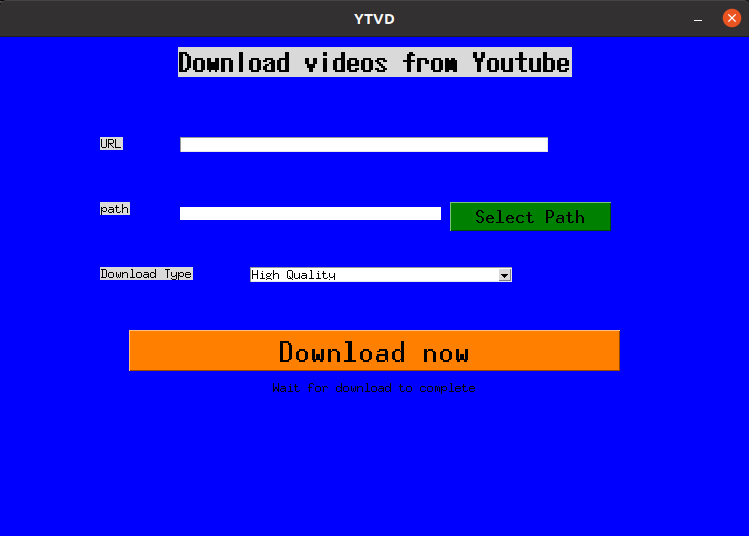 YTVD
Download videos from Youtube
URL
path
Select Path
Download Type
High Quality
Download now
Wait for download to complete